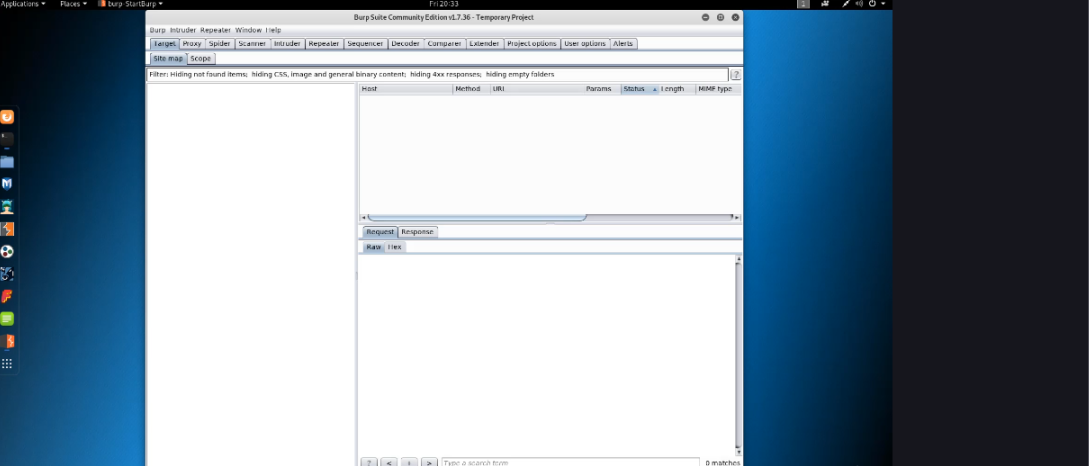 Applications ▾ Places ▾ burp-StartBurp ▾ Fri 20:33 1
Burp Suite Community Edition v1.7.36 - Temporary Project
Burp Intruder Repeater Window Help
Target Proxy Spider Scanner Intruder Repeater Sequencer Decoder Comparer Extender Project options User options Alerts
Site map Scope
Filter: Hiding not found items; hiding CSS, image and general binary content; hiding 4xx responses; hiding empty folders ?
Host Method URL Params Status ▲ Length MIME type
Request Response
Raw Hex
? < + > Type a search term 0 matches